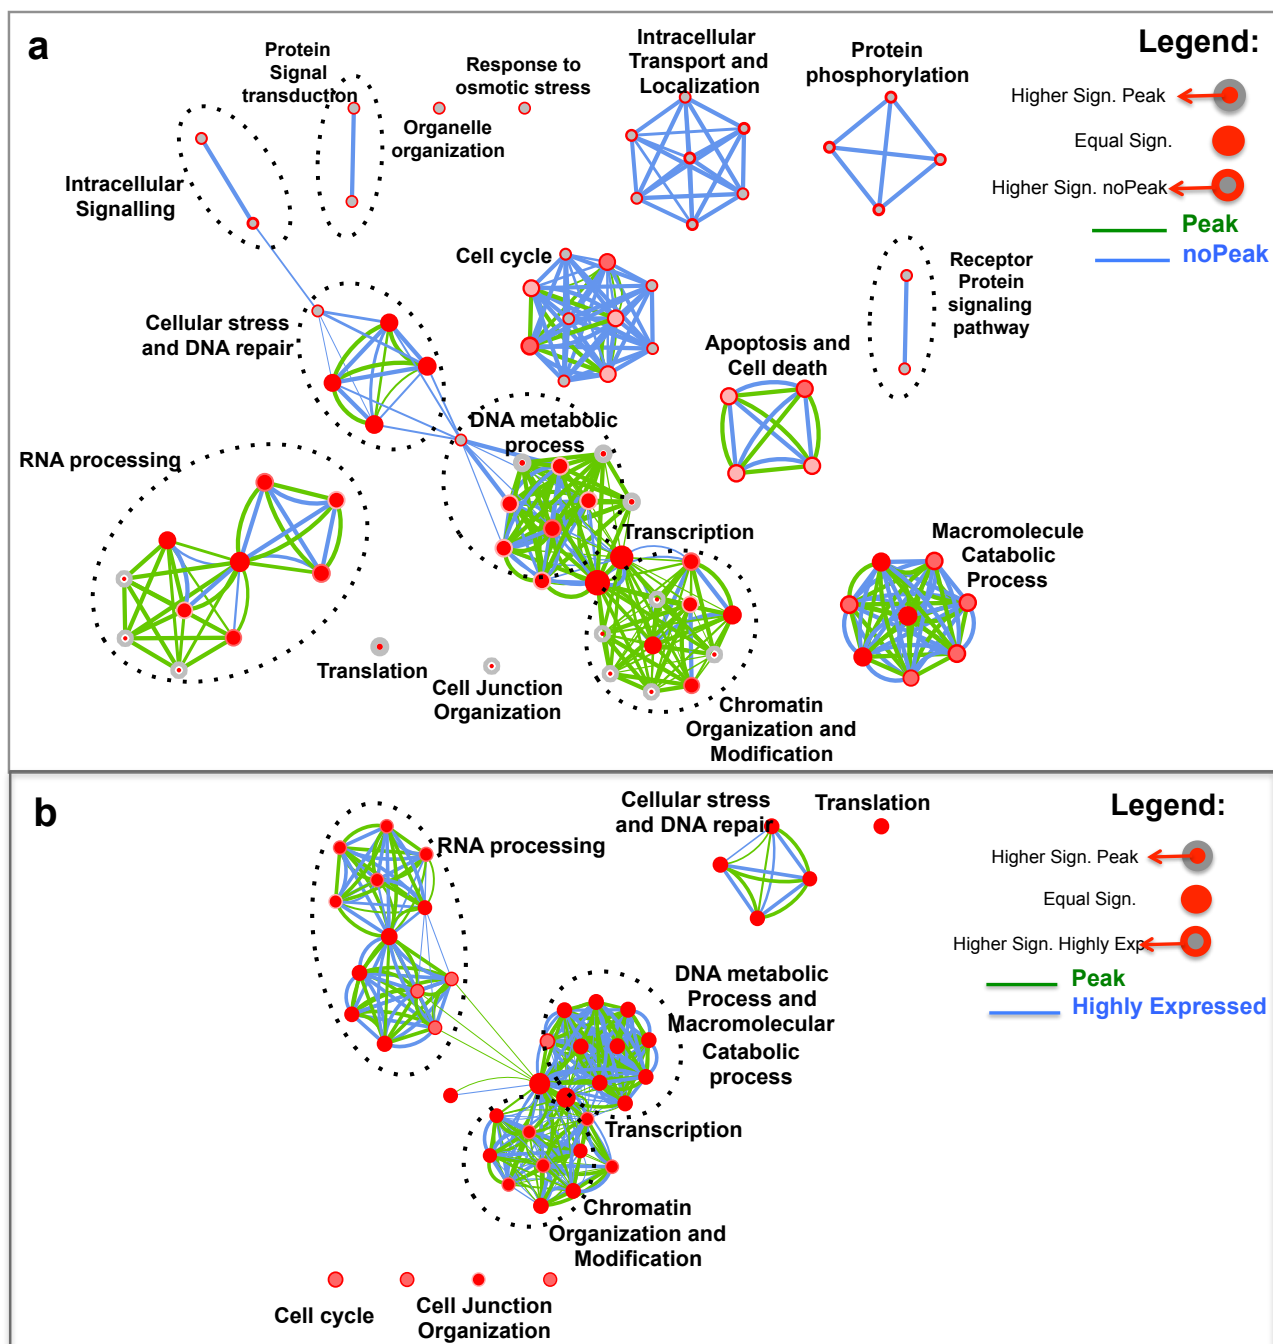 a
Protein
Signal
transduction
Response to
osmotic stress
Organelle
organization
Intracellular
Transport and
Localization
Protein
phosphorylation
Legend:
Higher Sign. Peak
Equal Sign.
Higher Sign. noPeak
Peak
noPeak
Intracellular
Signalling
Cell cycle
Receptor
Protein
signaling
pathway
Cellular stress
and DNA repair
Apoptosis and
Cell death
DNA metabolic
process
RNA processing
Transcription
Macromolecule
Catabolic
Process
Translation
Cell Junction
Organization
Chromatin
Organization and
Modification
b
RNA processing
Cellular stress
and DNA repair
Translation
Legend:
Higher Sign. Peak
Equal Sign.
Higher Sign. Highly Exp
Peak
Highly Expressed
DNA metabolic
Process and
Macromolecular
Catabolic
process
Transcription
Chromatin
Organization and
Modification
Cell cycle
Cell Junction
Organization